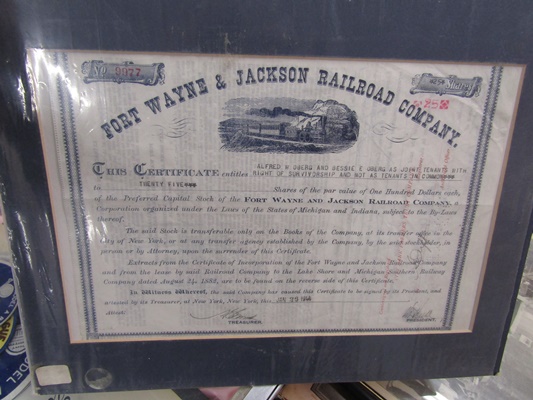 No. 9977
Shares
FORT WAYNE & JACKSON RAILROAD COMPANY.
25
THIS CERTIFICATE entitles ALFRED W OBERG AND BESSIE E OBERG AS JOINT TENANTS WITH
RIGHT OF SURVIVORSHIP AND NOT AS TENANTS IN COMMON
to TWENTY FIVE Shares of the par value of One Hundred Dollars each,
of the Preferred Capital Stock of the FORT WAYNE AND JACKSON RAILROAD COMPANY, a
Corporation organized under the Laws of the States of Michigan and Indiana, subject to the By-Laws
thereof.
The said Stock is transferable only on the Books of the Company, at its transfer office in the
City of New York, or at any transfer agency established by the Company, by the said stockholder, in
person or by Attorney, upon the surrender of this Certificate.
Extracts from the Certificate of Incorporation of the Fort Wayne and Jackson Railroad Company
and from the lease by said Railroad Company to the Lake Shore and Michigan Southern Railway
Company dated August 24, 1882, are to be found on the reverse side of this Certificate.
In Witness Whereof, the said Company has caused this Certificate to be signed by its President, and
attested by its Treasurer, at New York, New York, this JAN
Attest:
TREASURER.
PRESIDENT.